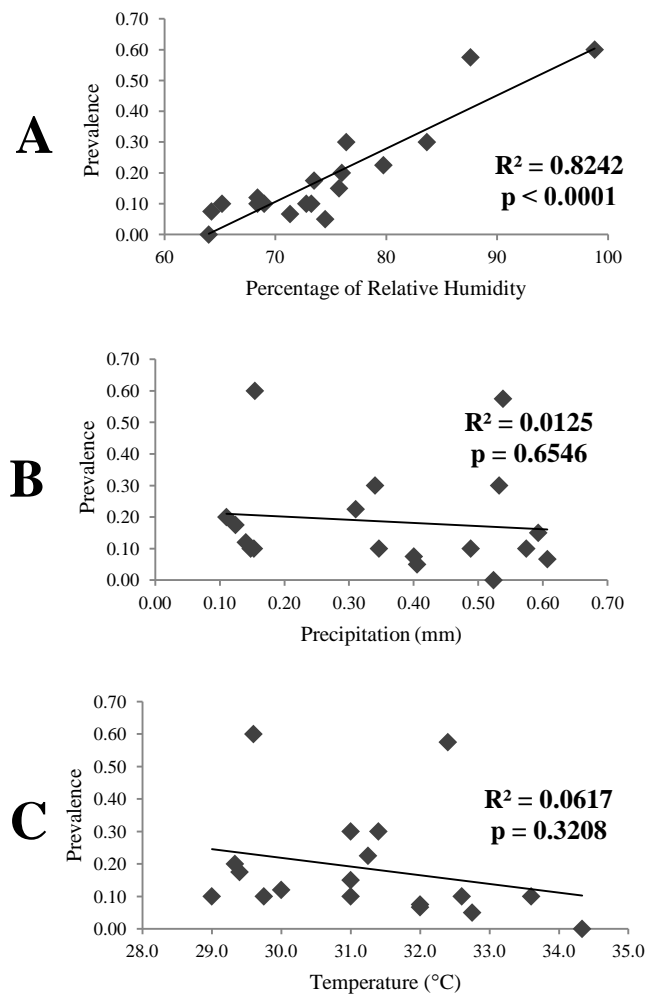 A
Prevalence
0.70
0.60
0.50
0.40
0.30
0.20
0.10
0.00
R² = 0.8242
p < 0.0001
60 70 80 90 100
Percentage of Relative Humidity
B
Prevalence
0.70
0.60
0.50
0.40
0.30
0.20
0.10
0.00
R² = 0.0125
p = 0.6546
0.00 0.10 0.20 0.30 0.40 0.50 0.60 0.70
Precipitation (mm)
C
Prevalence
0.70
0.60
0.50
0.40
0.30
0.20
0.10
0.00
R² = 0.0617
p = 0.3208
28.0 29.0 30.0 31.0 32.0 33.0 34.0 35.0
Temperature (°C)